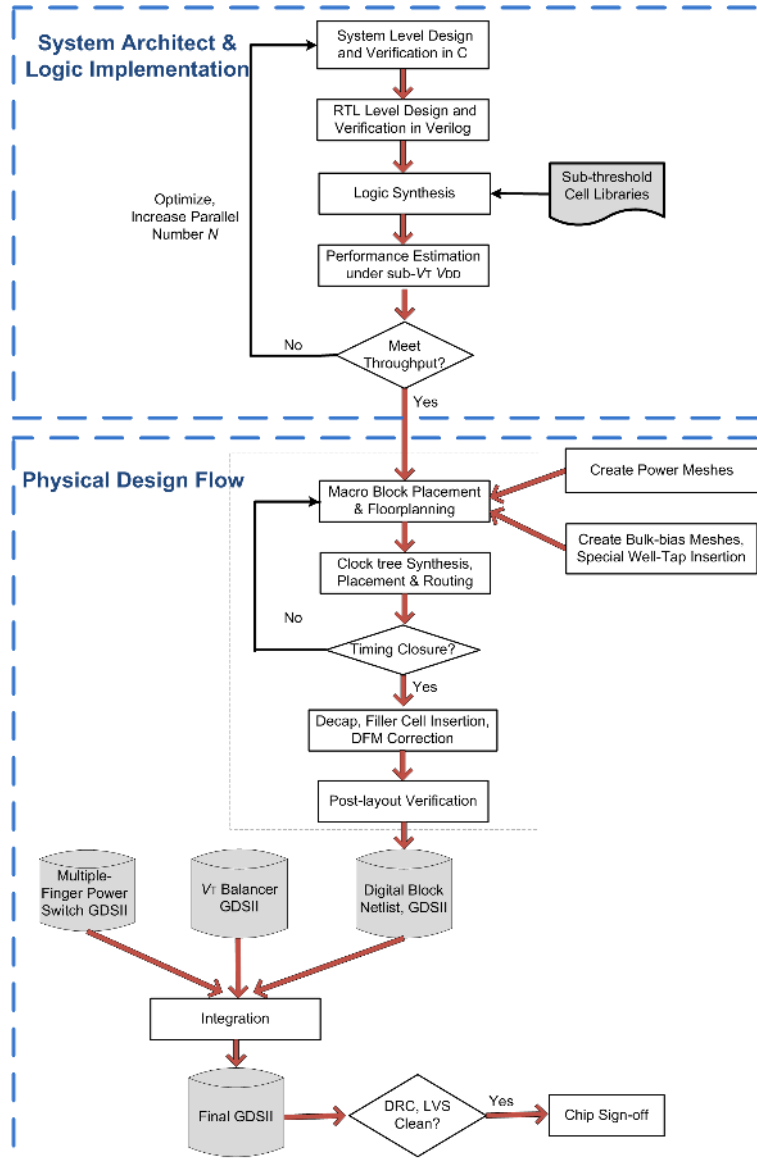 System Architect &
Logic Implementation
System Level Design
and Verification in C
RTL Level Design and
Verification in Verilog
Logic Synthesis
Sub-threshold
Cell Libraries
Optimize,
Increase Parallel
Number N
Performance Estimation
under sub-VT VDD
Meet
Throughput?
No
Yes
Physical Design Flow
Macro Block Placement
& Floorplanning
Create Power Meshes
Create Bulk-bias Meshes,
Special Well-Tap Insertion
Clock tree Synthesis,
Placement & Routing
No
Timing Closure?
Yes
Decap, Filler Cell Insertion,
DFM Correction
Post-layout Verification
Multiple-
Finger Power
Switch GDSII
VT Balancer
GDSII
Digital Block
Netlist, GDSII
Integration
Final GDSII
DRC, LVS
Clean?
Yes
Chip Sign-off